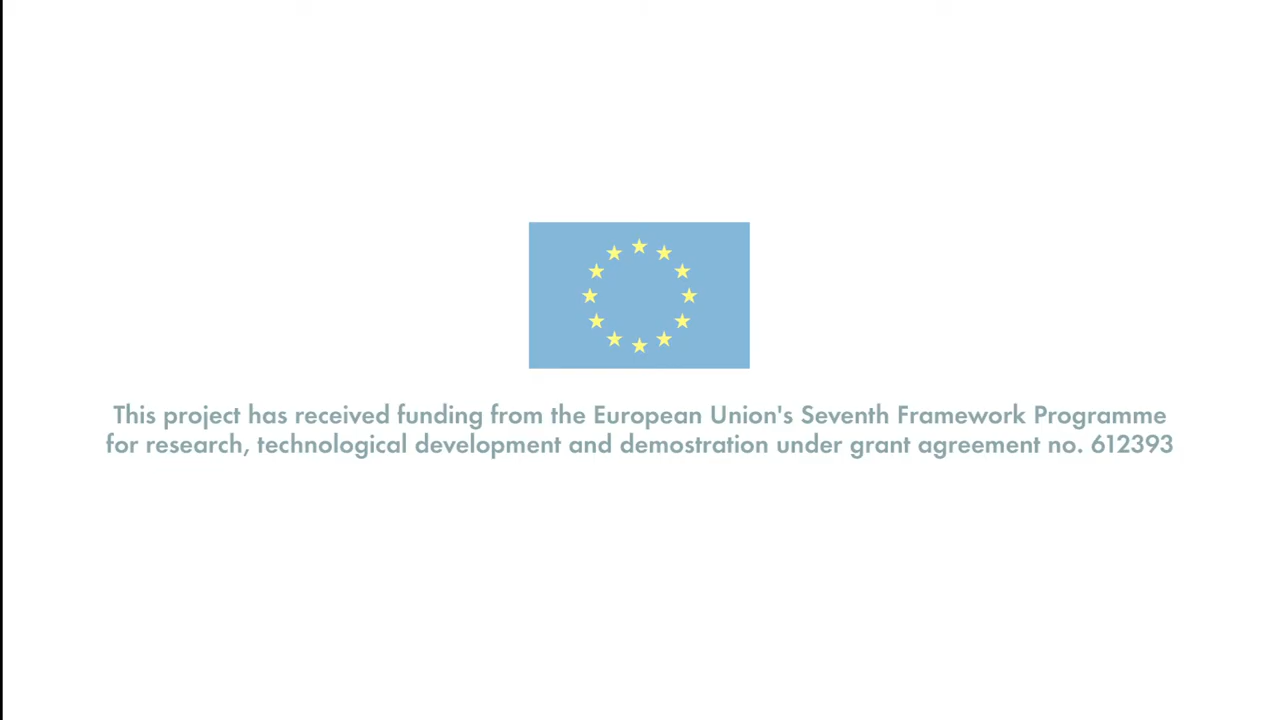 This project has received funding from the European Union's Seventh Framework Programme
for research, technological development and demostration under grant agreement no. 612393